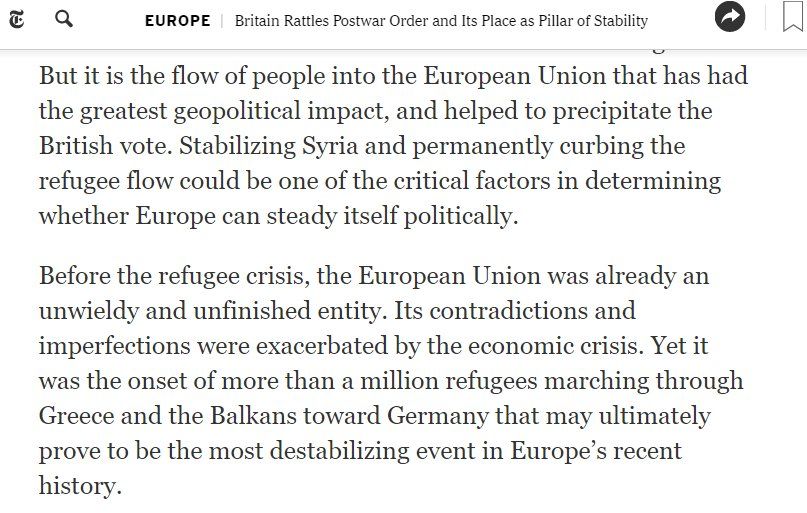 EUROPE | Britain Rattles Postwar Order and Its Place as Pillar of Stability
But it is the flow of people into the European Union that has had
the greatest geopolitical impact, and helped to precipitate the
British vote. Stabilizing Syria and permanently curbing the
refugee flow could be one of the critical factors in determining
whether Europe can steady itself politically.
Before the refugee crisis, the European Union was already an
unwieldy and unfinished entity. Its contradictions and
imperfections were exacerbated by the economic crisis. Yet it
was the onset of more than a million refugees marching through
Greece and the Balkans toward Germany that may ultimately
prove to be the most destabilizing event in Europe’s recent
history.